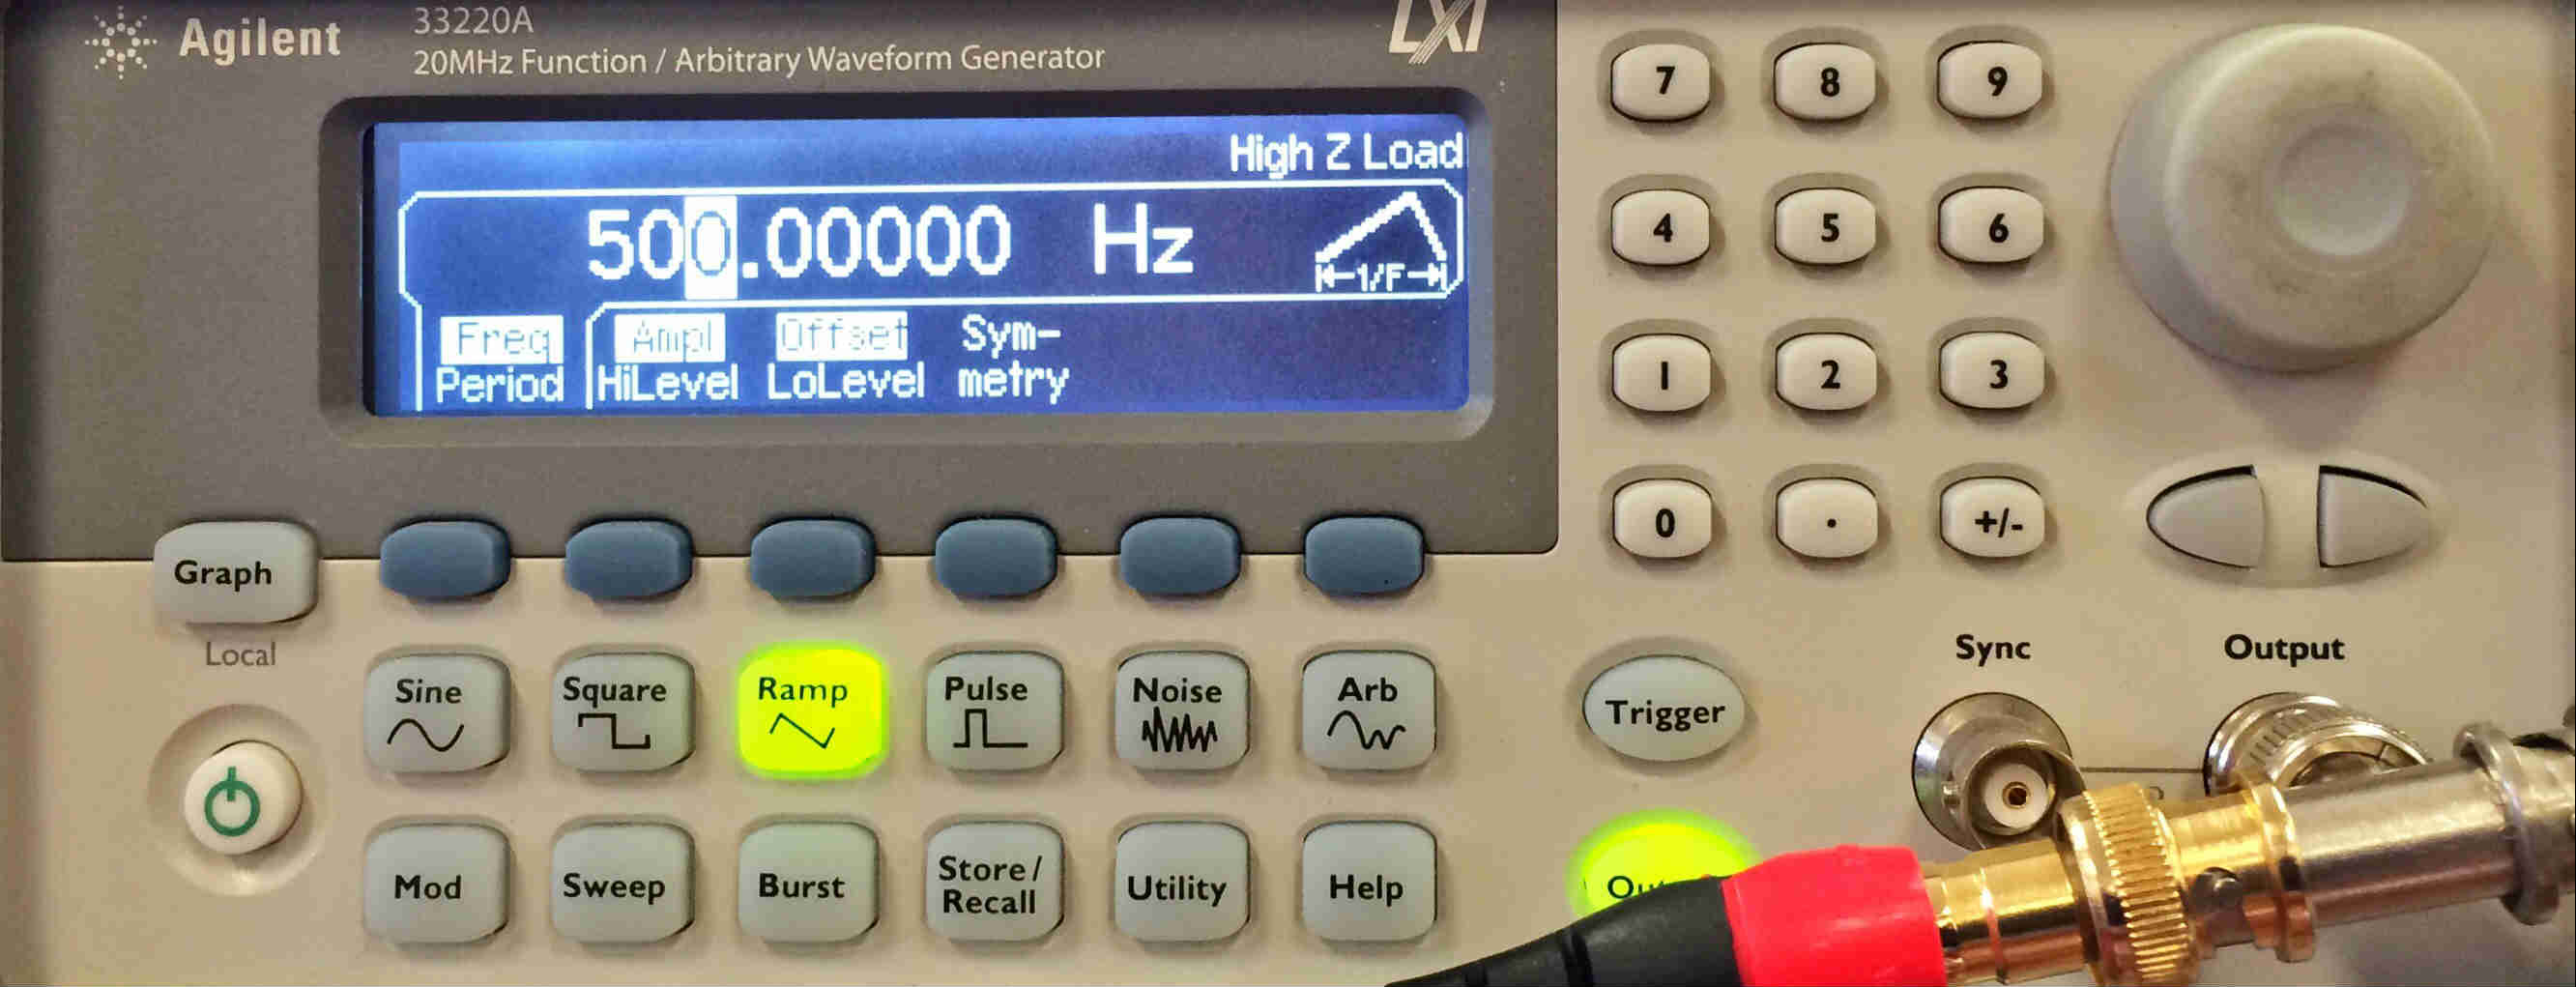 Agilent
33220A
20MHz Function / Arbitrary Waveform Generator
LXI
High Z Load
500.00000 Hz
1/F
Freq Ampl Offset Sym-
Period HiLevel LoLevel metry
7 8 9
4 5 6
1 2 3
0 . +/-
Graph
Local
Sine Square Ramp Pulse Noise Arb
Trigger
Sync
Output
Mod Sweep Burst Store/
Recall Utility Help